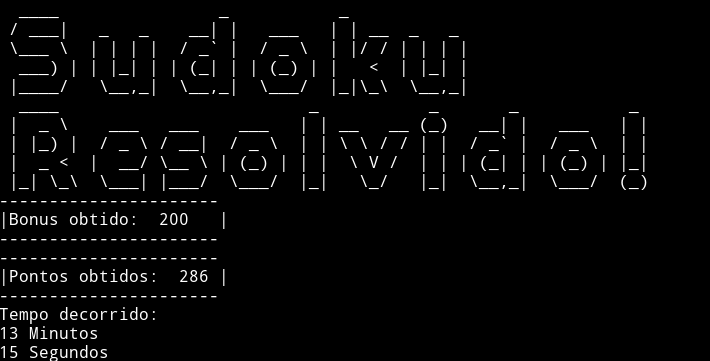 Sudoku
Resolvido!
---------------------
|Bonus obtido:  200   |
---------------------
---------------------
|Pontos obtidos:  286 |
---------------------
Tempo decorrido:
13 Minutos
15 Segundos